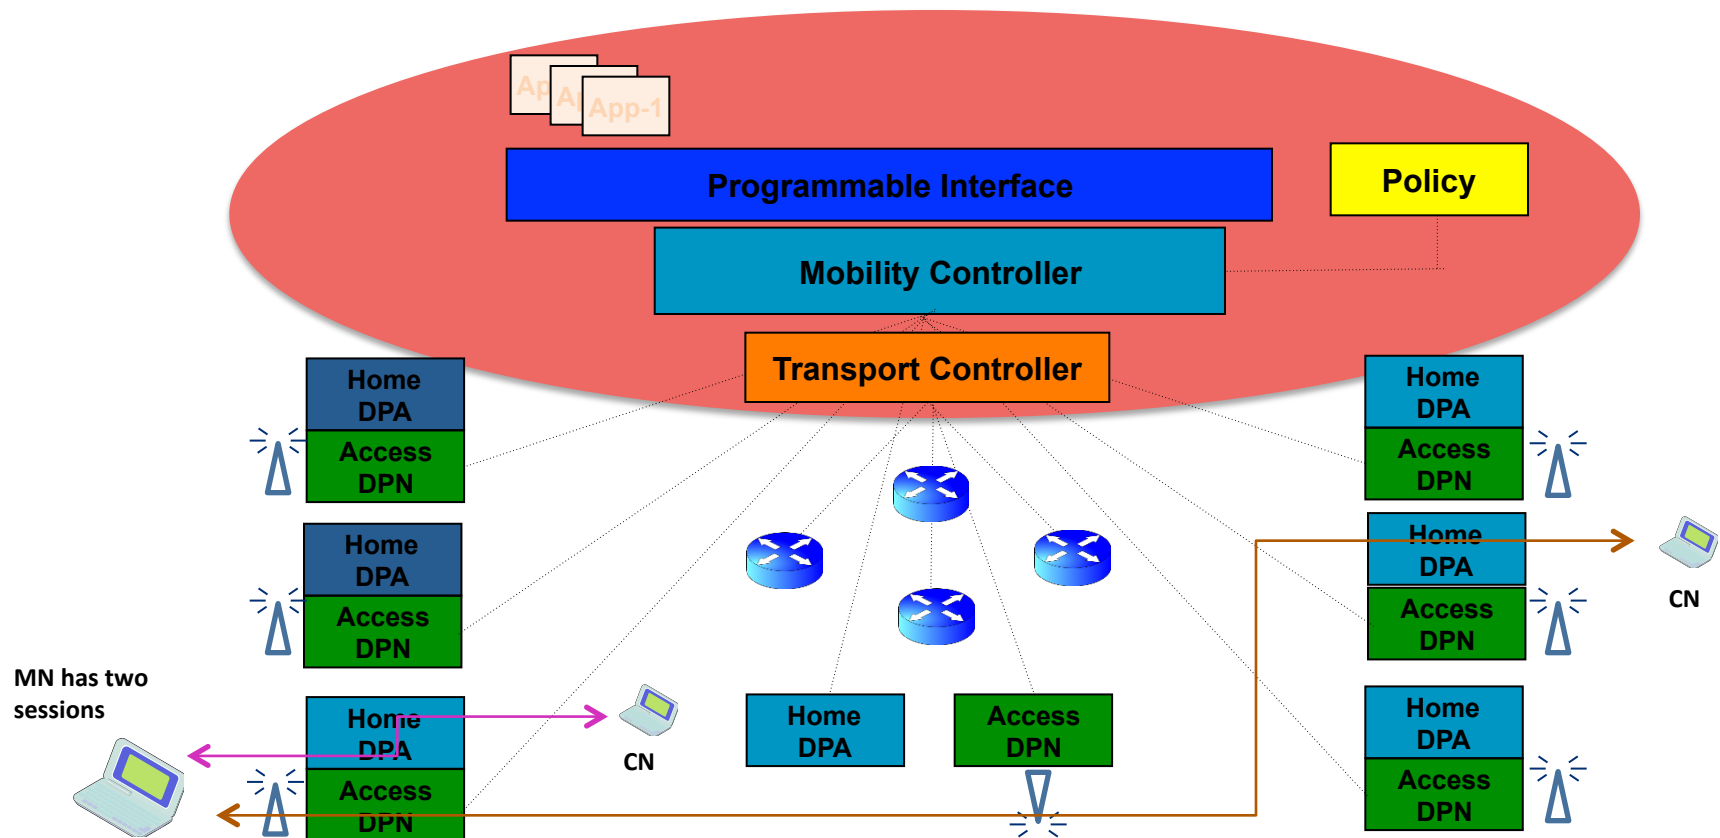 Ap
Ap
App-1
Programmable Interface
Policy
Mobility Controller
Transport Controller
Home
DPA
Access
DPN
Home
DPA
Access
DPN
Home
DPA
Access
DPN
Home
DPA
Access
DPN
CN
MN has two
sessions
Home
DPA
Access
DPN
CN
Home
DPA
Access
DPN
Home
DPA
Access
DPN